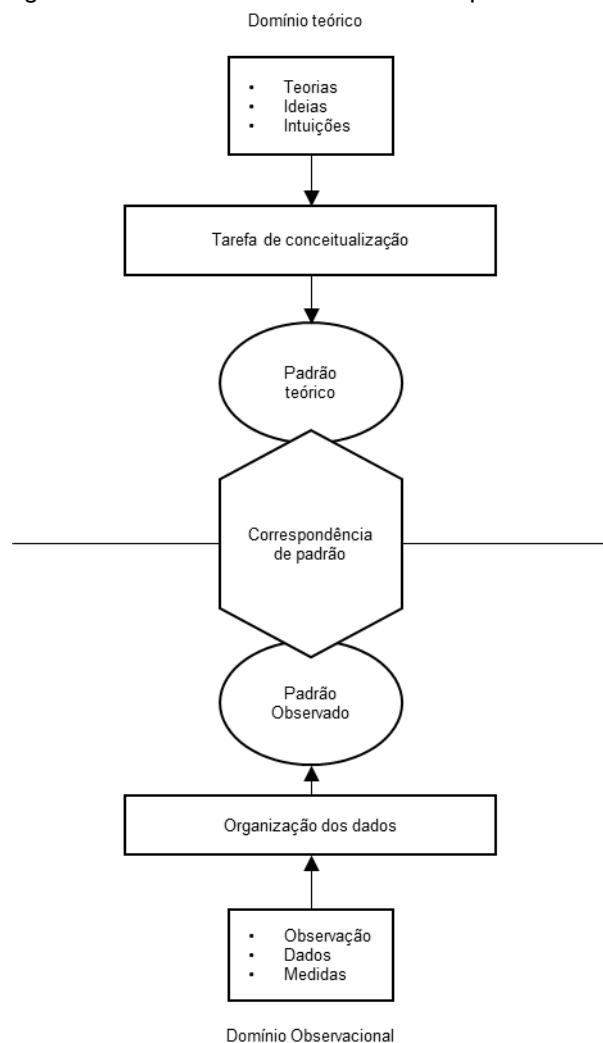 Domínio teórico
• Teorias
• Ideias
• Intuições
Tarefa de conceitualização
Padrão
teórico
Correspondência
de padrão
Padrão
Observado
Organização dos dados
• Observação
• Dados
• Medidas
Domínio Observacional